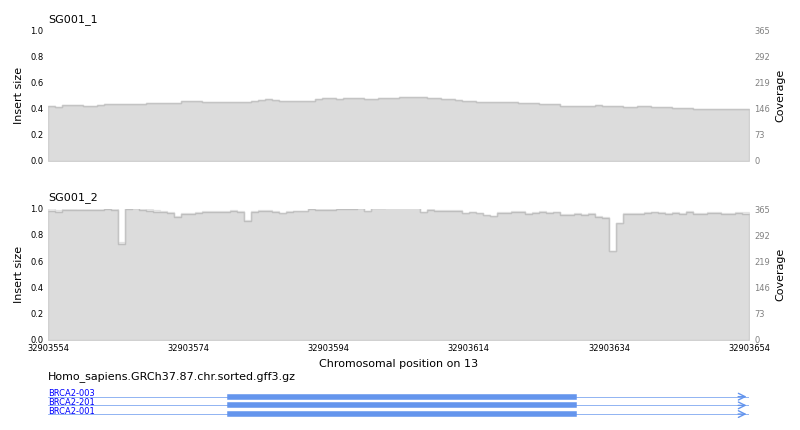 SG001_1
1.0 365
0.8 292
0.6 219
0.4 146
0.2 73
0.0 0
Insert size
Coverage
SG001_2
1.0 365
0.8 292
0.6 219
0.4 146
0.2 73
0.0 0
Insert size
Coverage
32903554 32903574 32903594 32903614 32903634 32903654
Chromosomal position on 13
Homo_sapiens.GRCh37.87.chr.sorted.gff3.gz
BRCA2-003
BRCA2-201
BRCA2-001